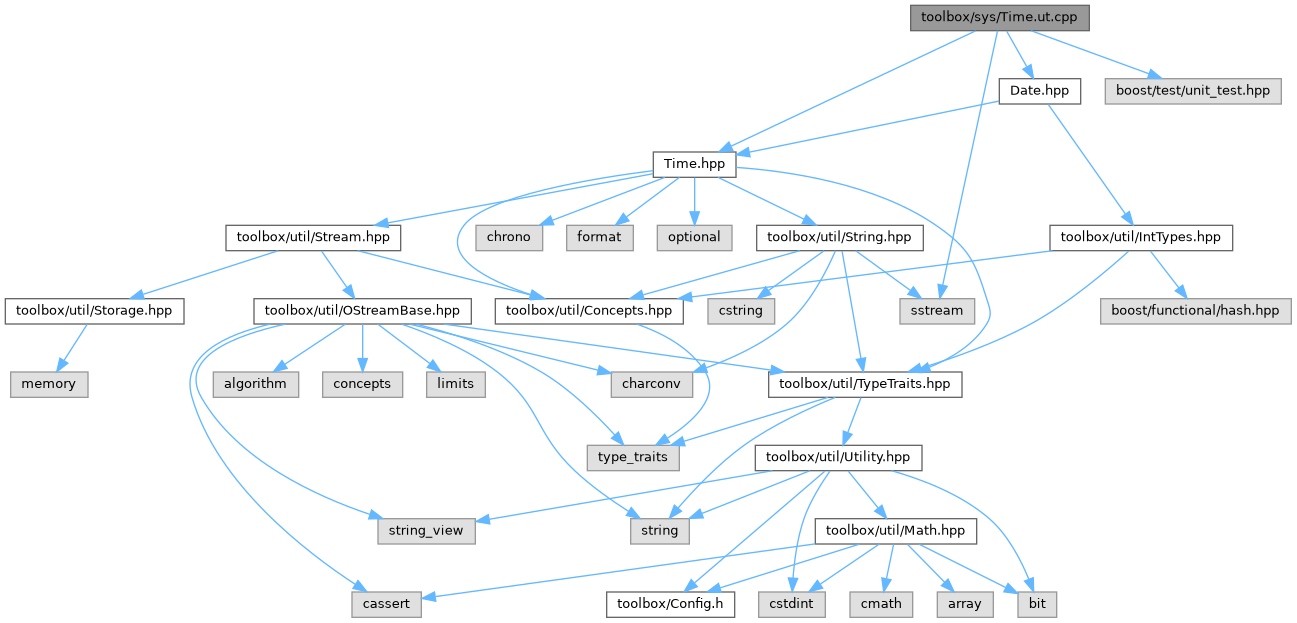 toolbox/sys/Time.ut.cpp
Date.hpp
boost/test/unit_test.hpp
Time.hpp
toolbox/util/Stream.hpp
chrono
format
optional
toolbox/util/String.hpp
toolbox/util/IntTypes.hpp
toolbox/util/Storage.hpp
toolbox/util/OStreamBase.hpp
toolbox/util/Concepts.hpp
cstring
sstream
boost/functional/hash.hpp
memory
algorithm
concepts
limits
charconv
toolbox/util/TypeTraits.hpp
type_traits
toolbox/util/Utility.hpp
string_view
string
toolbox/util/Math.hpp
cassert
toolbox/Config.h
cstdint
cmath
array
bit